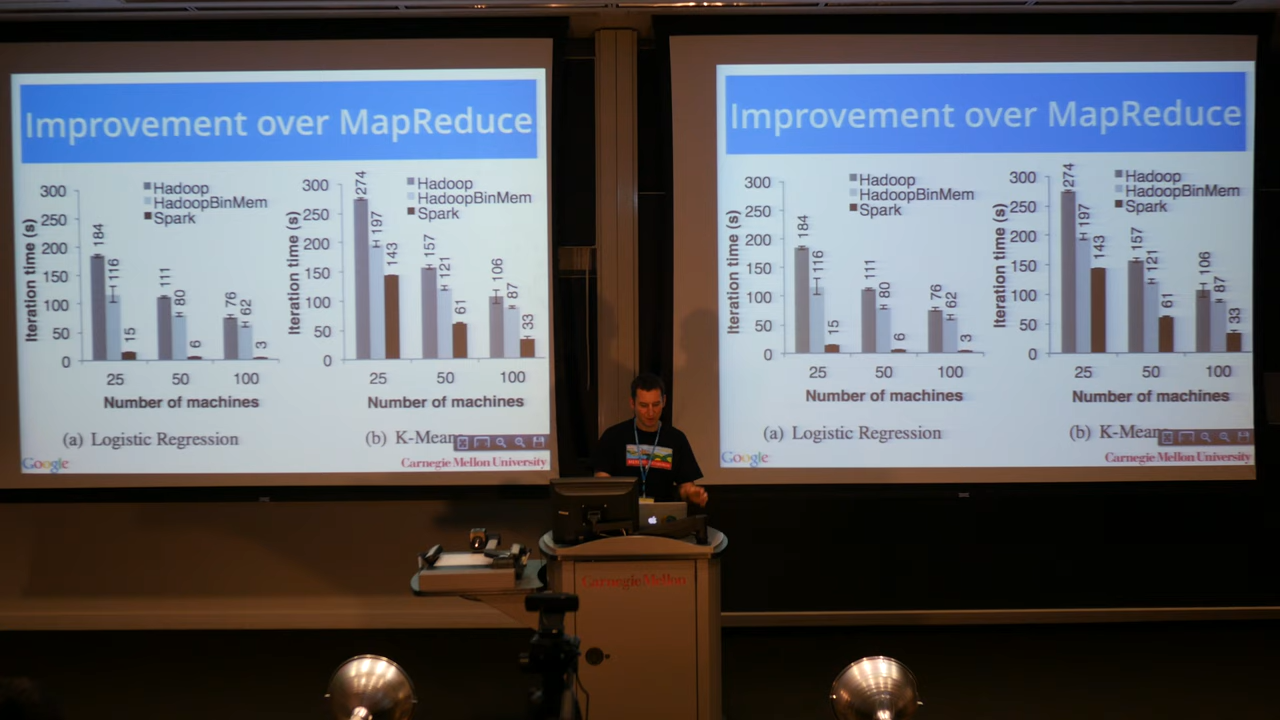 Improvement over MapReduce
300
250
200
150
100
50
0
Iteration time (s)
Hadoop
HadoopBinMem
Spark
184
116
15
111
80
6
76
62
3
25 50 100
Number of machines
(a) Logistic Regression
300
250
200
150
100
50
0
Iteration time (s)
Hadoop
HadoopBinMem
Spark
274
197
143
157
121
61
106
87
33
25 50 100
Number of machines
(b) K-Mean
Google
Carnegie Mellon University
Improvement over MapReduce
300
250
200
150
100
50
0
Iteration time (s)
Hadoop
HadoopBinMem
Spark
184
116
15
111
80
6
76
62
3
25 50 100
Number of machines
(a) Logistic Regression
300
250
200
150
100
50
0
Iteration time (s)
Hadoop
HadoopBinMem
Spark
274
197
143
157
121
61
106
87
33
25 50 100
Number of machines
(b) K-Mean
Google
Carnegie Mellon University
Carnegie Mellon